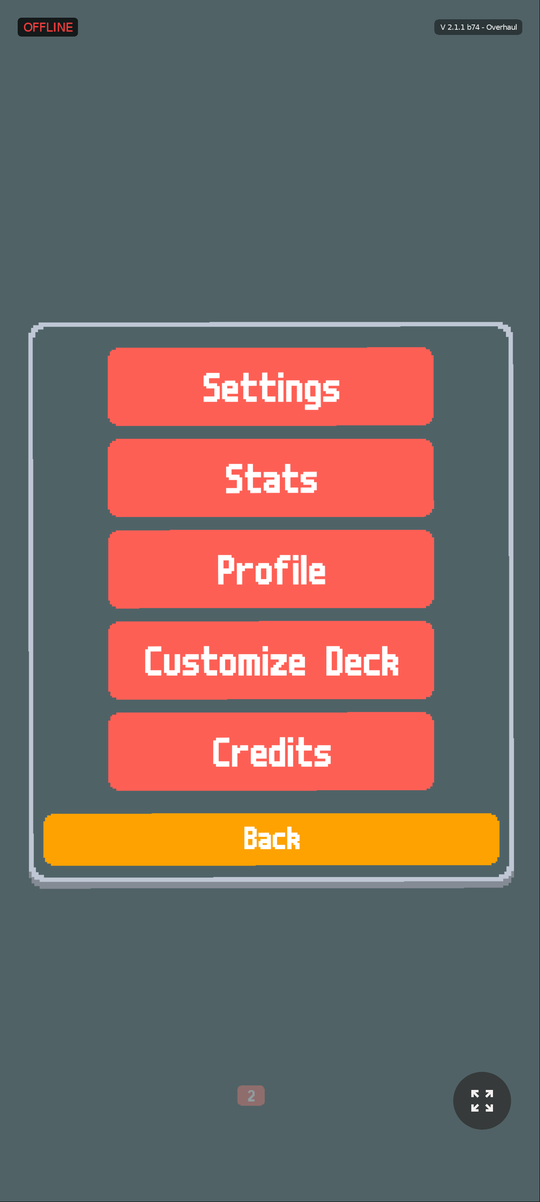 OFFLINE
V 2.1.1 b74 - Overhaul
Settings
Stats
Profile
Customize Deck
Credits
Back
2